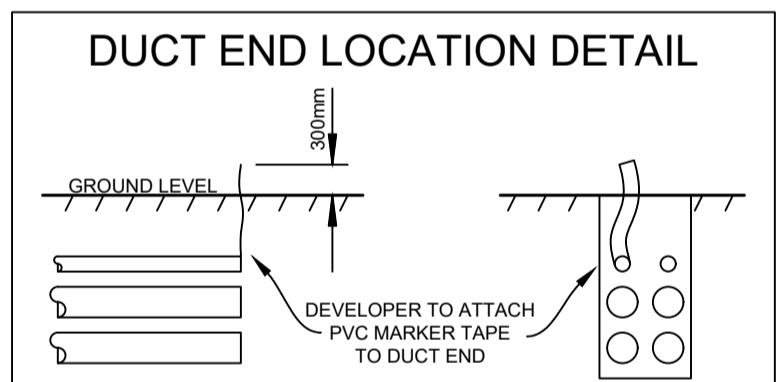 DUCT END LOCATION DETAIL
300mm
GROUND LEVEL
DEVELOPER TO ATTACH
PVC MARKER TAPE
TO DUCT END